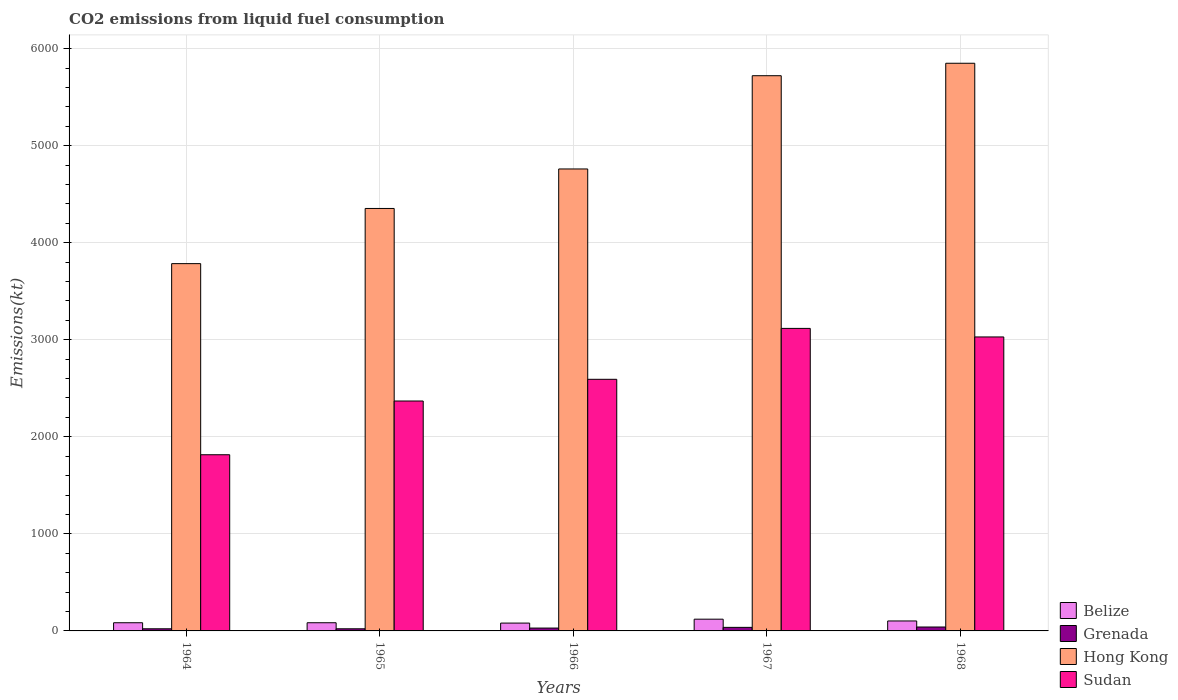 CO2 emissions from liquid fuel consumption
Emissions(kt)
6000
5000
4000
3000
2000
1000
0
1964
1965
1966
1967
1968
Years
Belize
Grenada
Hong Kong
Sudan